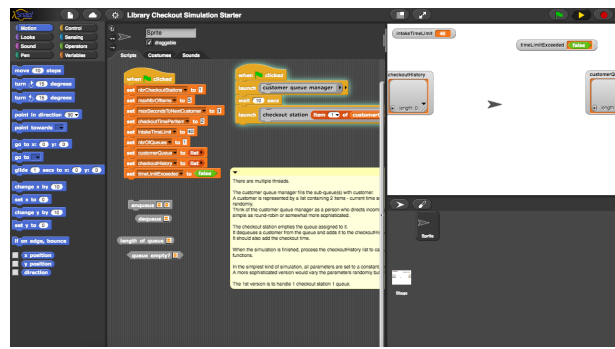 Library Checkout Simulation Starter
Motion Control
Looks Sensing
Sound Operators
Pen Variables
move 10 steps
turn 15 degrees
turn 15 degrees
point in direction 90
point towards
go to x: 0 y: 0
go to
glide 1 secs to x: 0 y: 0
change x by 10
set x to 0
change y by 10
set y to 0
if on edge, bounce
x position
y position
direction
Sprite
draggable
Scripts Costumes Sounds
when clicked
set nbrCheckoutStations to 1
set maxNbrOfItems to 5
set maxSecondsToNextCustomer to
set checkoutTimePerItem to 2
set intakeTimeLimit to 40
set nbrOfQueues to 1
set customerQueue to list
set checkoutHistory to list
set timeLimitExceeded to false
enqueue
dequeue
length of queue
queue empty?
when clicked
launch customer queue manager
wait 10 secs
launch checkout station item 1 of custome
There are multiple threads.
The customer queue manager fills the sub-queue(s) with customer.
A customer is represented by a list containing 2 items - current time a
randomly.
Think of the customer queue manager as a person who directs incom
simple as round-robin or somewhat more sophisticated.
The checkout station empties the queue assigned to it.
It dequeues a customer from the queue and adds it to the checkoutHi
It should also add the checkout time.
When the simulation is finished, process the checkoutHistory list to ca
functions.
In the simplest kind of simulation, all parameters are set to a constant.
A more sophisticated version would vary the parameters randomly bu
The 1st version is to handle 1 checkout station 1 queue.
intakeTimeLimit 40
timeLimitExceeded false
checkoutHistory
length: 0
customerQ
length
Sprite
Stage